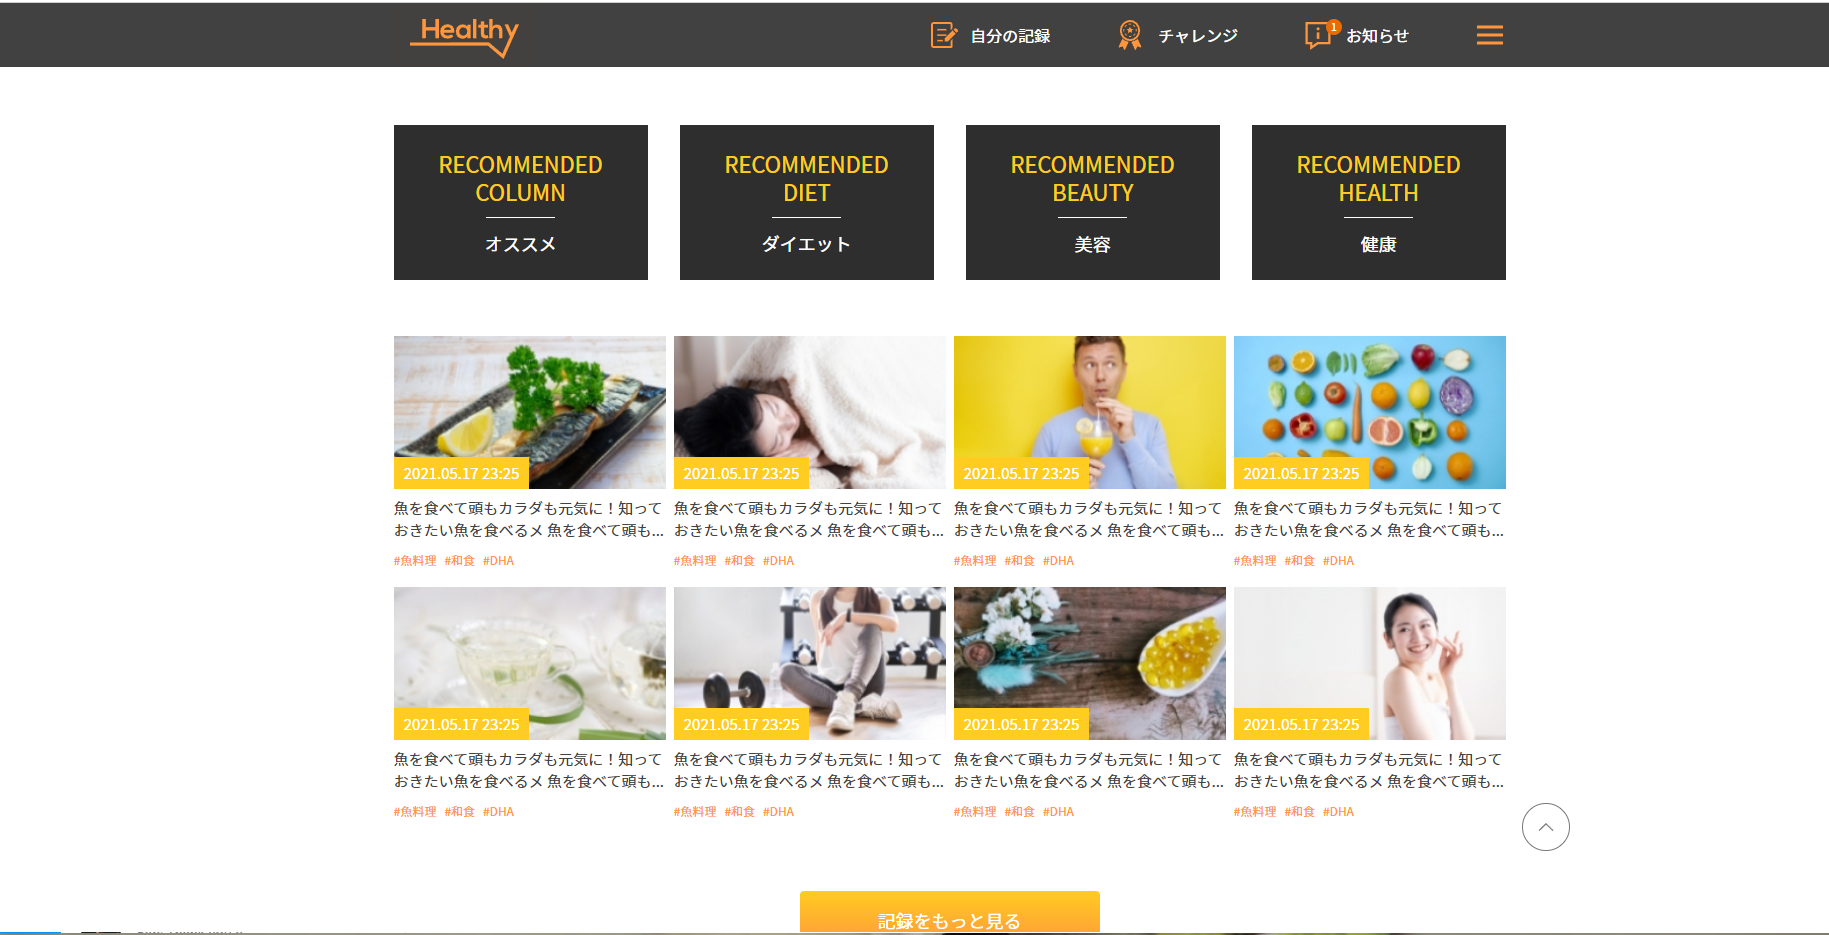 Healthy
自分の記録
チャレンジ
1
お知らせ
RECOMMENDED
COLUMN
オススメ
RECOMMENDED
DIET
ダイエット
RECOMMENDED
BEAUTY
美容
RECOMMENDED
HEALTH
健康
2021.05.17 23:25
魚を食べて頭もカラダも元気に！知って
おきたい魚を食べるメ 魚を食べて頭も...
#魚料理 #和食 #DHA
2021.05.17 23:25
魚を食べて頭もカラダも元気に！知って
おきたい魚を食べるメ 魚を食べて頭も...
#魚料理 #和食 #DHA
2021.05.17 23:25
魚を食べて頭もカラダも元気に！知って
おきたい魚を食べるメ 魚を食べて頭も...
#魚料理 #和食 #DHA
2021.05.17 23:25
魚を食べて頭もカラダも元気に！知って
おきたい魚を食べるメ 魚を食べて頭も...
#魚料理 #和食 #DHA
2021.05.17 23:25
魚を食べて頭もカラダも元気に！知って
おきたい魚を食べるメ 魚を食べて頭も...
#魚料理 #和食 #DHA
2021.05.17 23:25
魚を食べて頭もカラダも元気に！知って
おきたい魚を食べるメ 魚を食べて頭も...
#魚料理 #和食 #DHA
2021.05.17 23:25
魚を食べて頭もカラダも元気に！知って
おきたい魚を食べるメ 魚を食べて頭も...
#魚料理 #和食 #DHA
2021.05.17 23:25
魚を食べて頭もカラダも元気に！知って
おきたい魚を食べるメ 魚を食べて頭も...
#魚料理 #和食 #DHA
記録をもっと見る